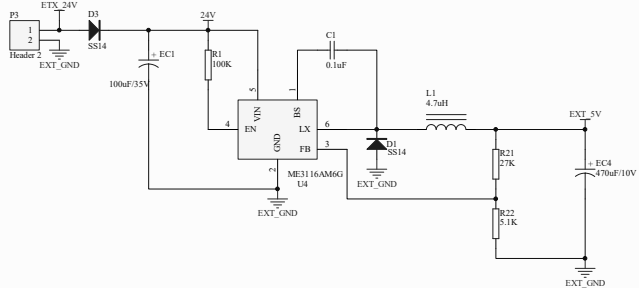 ETX_24V
P3
1
2
Header 2
EXT_GND
D3
SS14
24V
+ EC1
100uF/35V
R1
100K
C1
0.1uF
5
1
VIN
BS
4
EN
LX
6
FB
3
GND
2
ME3116AM6G
U4
EXT_GND
D1
SS14
EXT_GND
L1
4.7uH
EXT_5V
R21
27K
+ EC4
470uF/10V
R22
5.1K
EXT_GND